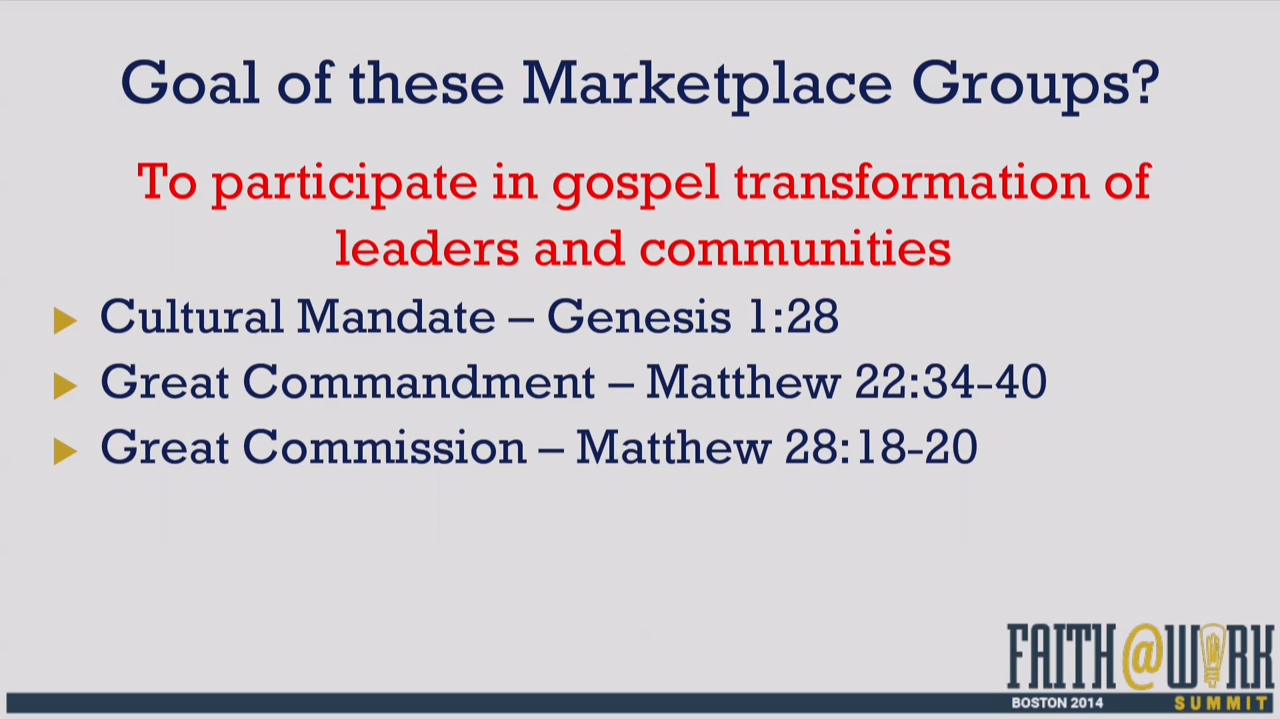 Goal of these Marketplace Groups?
To participate in gospel transformation of
leaders and communities
Cultural Mandate – Genesis 1:28
Great Commandment – Matthew 22:34-40
Great Commission – Matthew 28:18-20
FAITH@WORK
BOSTON 2014 SUMMIT